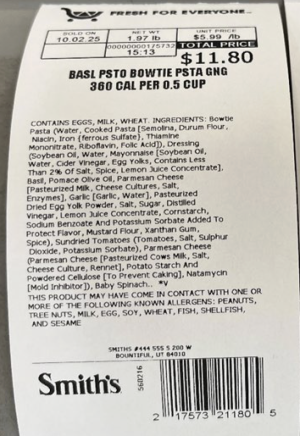 FRESH FOR EVERYONE™
SOLD ON
10.02.25
NET WT
1.97 lb
UNIT PRICE
$5.99 /lb
00000000175732
15:13
TOTAL PRICE
$11.80
BASL PSTO BOWTIE PSTA GNG
360 CAL PER 0.5 CUP
CONTAINS EGGS, MILK, WHEAT. INGREDIENTS: Bowtie
Pasta (Water, Cooked Pasta [Semolina, Durum Flour,
Niacin, Iron {ferrous Sulfate}, Thiamine
Mononitrate, Riboflavin, Folic Acid]), Dressing
(Soybean Oil, Water, Mayonnaise [Soybean Oil,
Water, Cider Vinegar, Egg Yolks, Contains Less
Than 2% Of Salt, Spice, Lemon Juice Concentrate],
Basil, Pomace Olive Oil, Parmesan Cheese
[Pasteurized Milk, Cheese Cultures, Salt,
Enzymes], Garlic [Garlic, Water], Pasteurized
Dried Egg Yolk Powder, Salt, Sugar, Distilled
Vinegar, Lemon Juice Concentrate, Cornstarch,
Sodium Benzoate And Potassium Sorbate Added To
Protect Flavor, Mustard Flour, Xanthan Gum,
Spice), Sundried Tomatoes (Tomatoes, Salt, Sulphur
Dioxide, Potassium Sorbate), Parmesan Cheese
(Parmesan Cheese [Pasteurized Cows Milk, Salt,
Cheese Culture, Rennet], Potato Starch And
Powdered Cellulose [To Prevent Caking], Natamycin
[Mold Inhibitor]), Baby Spinach.. *v
THIS PRODUCT MAY HAVE COME IN CONTACT WITH ONE OR
MORE OF THE FOLLOWING KNOWN ALLERGENS: PEANUTS,
TREE NUTS, MILK, EGG, SOY, WHEAT, FISH, SHELLFISH,
AND SESAME
SMITHS #444 555 S 200 W
BOUNTIFUL, UT 84010
Smith's
560216
2 17573 21180 5